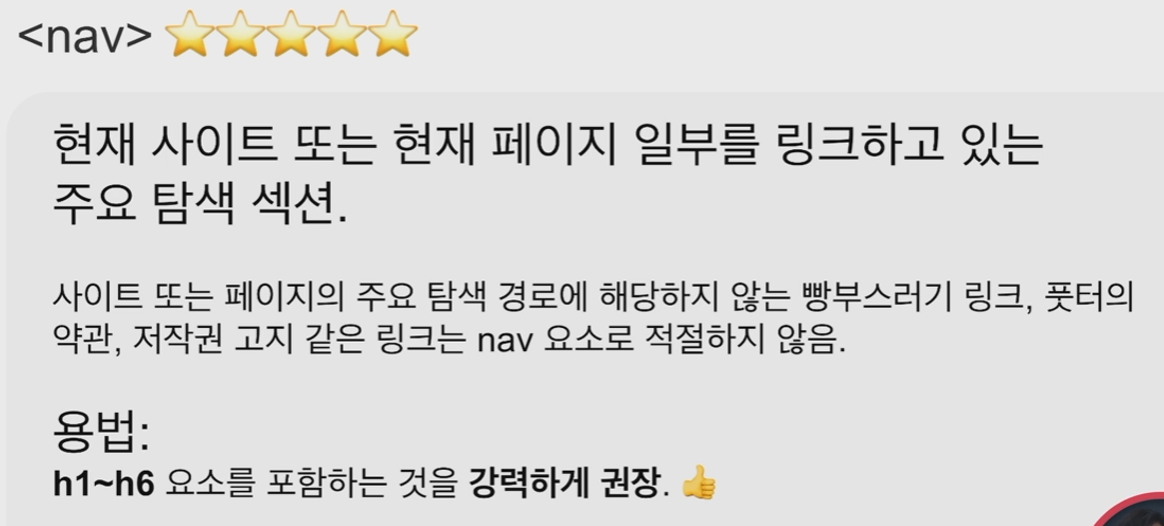 <nav> ⭐⭐⭐⭐⭐
현재 사이트 또는 현재 페이지 일부를 링크하고 있는
주요 탐색 섹션.
사이트 또는 페이지의 주요 탐색 경로에 해당하지 않는 빵부스러기 링크, 풋터의
약관, 저작권 고지 같은 링크는 nav 요소로 적절하지 않음.
용법:
h1~h6 요소를 포함하는 것을 강력하게 권장. 👍